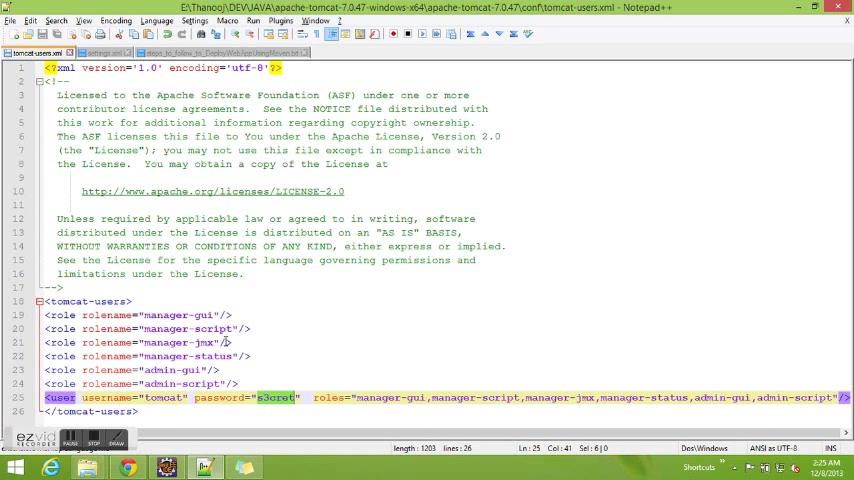 E:\Thanooj\DEV\JAVA\apache-tomcat-7.0.47-windows-x64\apache-tomcat-7.0.47\conf\tomcat-users.xml - Notepad++
File Edit Search View Encoding Language Settings Macro Run Plugins Window ?
tomcat-users.xml settings.xml steps_to_follow_to_DeployWebAppUsingMaven.txt
1 <?xml version='1.0' encoding='utf-8'?>
2 <!--
3 Licensed to the Apache Software Foundation (ASF) under one or more
4 contributor license agreements. See the NOTICE file distributed with
5 this work for additional information regarding copyright ownership.
6 The ASF licenses this file to You under the Apache License, Version 2.0
7 (the "License"); you may not use this file except in compliance with
8 the License. You may obtain a copy of the License at
9
10 http://www.apache.org/licenses/LICENSE-2.0
11
12 Unless required by applicable law or agreed to in writing, software
13 distributed under the License is distributed on an "AS IS" BASIS,
14 WITHOUT WARRANTIES OR CONDITIONS OF ANY KIND, either express or implied.
15 See the License for the specific language governing permissions and
16 limitations under the License.
17 -->
18 <tomcat-users>
19 <role rolename="manager-gui"/>
20 <role rolename="manager-script"/>
21 <role rolename="manager-jmx"/>
22 <role rolename="manager-status"/>
23 <role rolename="admin-gui"/>
24 <role rolename="admin-script"/>
25 <user username="tomcat" password="s3cret" roles="manager-gui,manager-script,manager-jmx,manager-status,admin-gui,admin-script"/>
26 </tomcat-users>
ezvid
RECORDER
PAUSE STOP DRAW
length : 1203 lines : 26 Ln : 25 Col : 41 Sel : 6 | 0 Dos\Windows ANSI as UTF-8 INS
Shortcuts
2:25 AM
12/8/2013